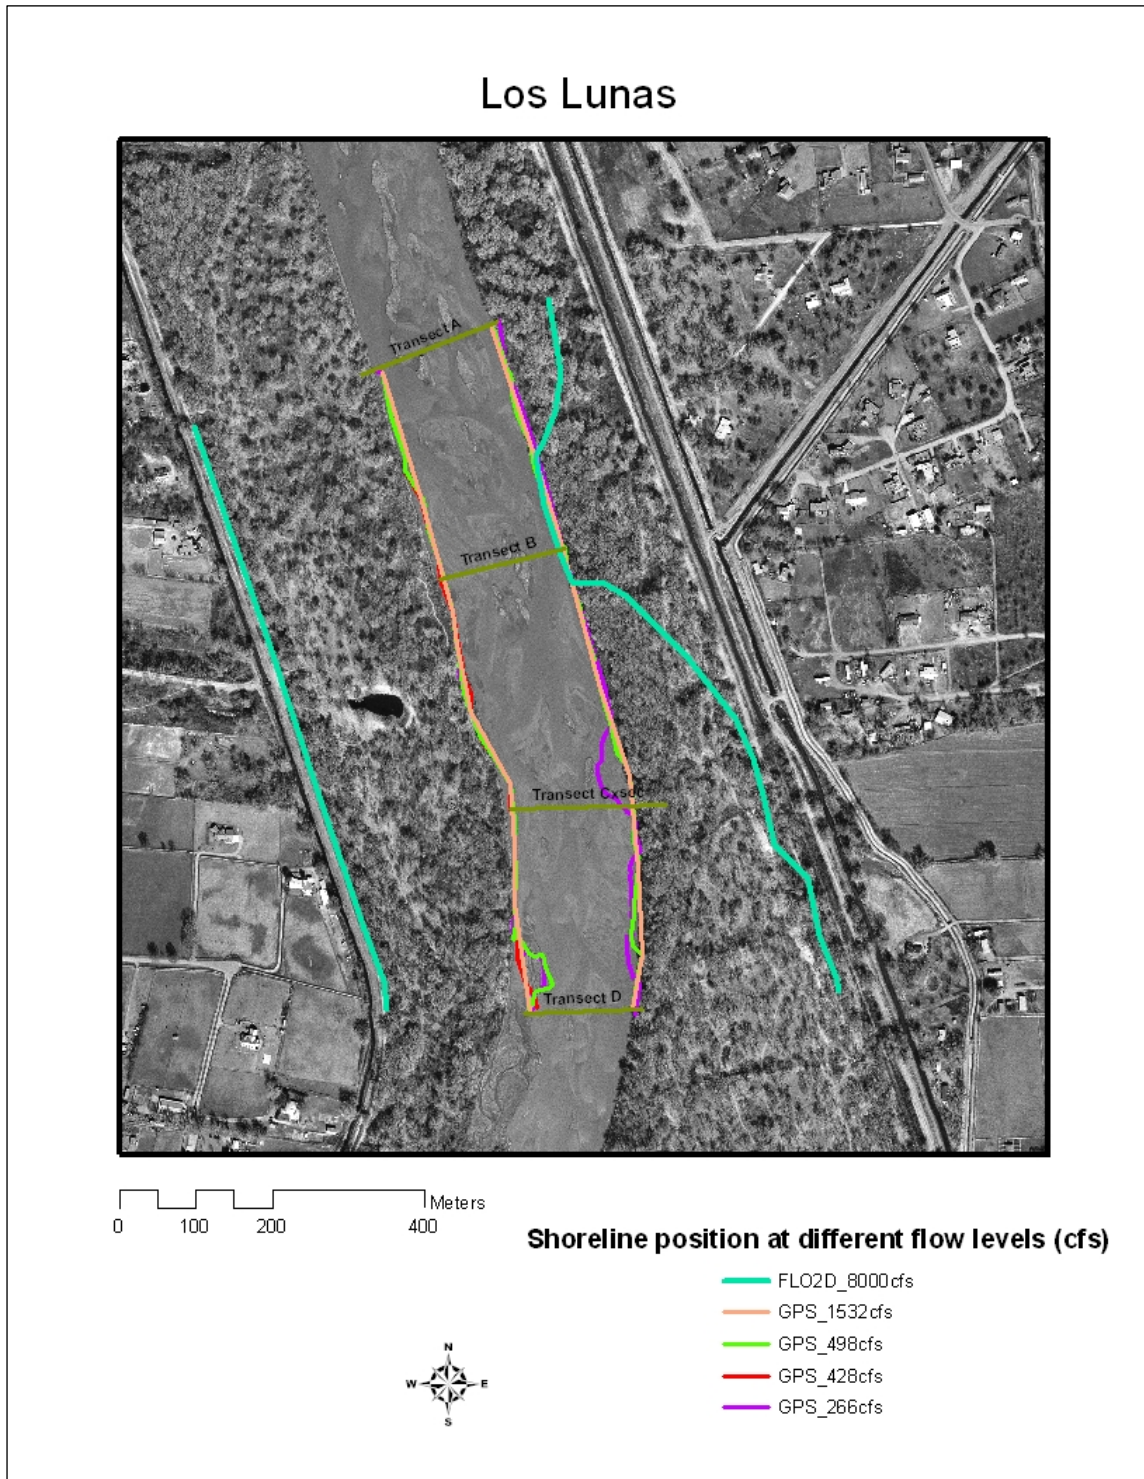 Los Lunas
Transect A
Transect B
Transect Cxsec
Transect D
Meters
0 100 200 400
Shoreline position at different flow levels (cfs)
FLO2D_8000cfs
GPS_1532cfs
GPS_498cfs
GPS_428cfs
GPS_266cfs
N
W E
S